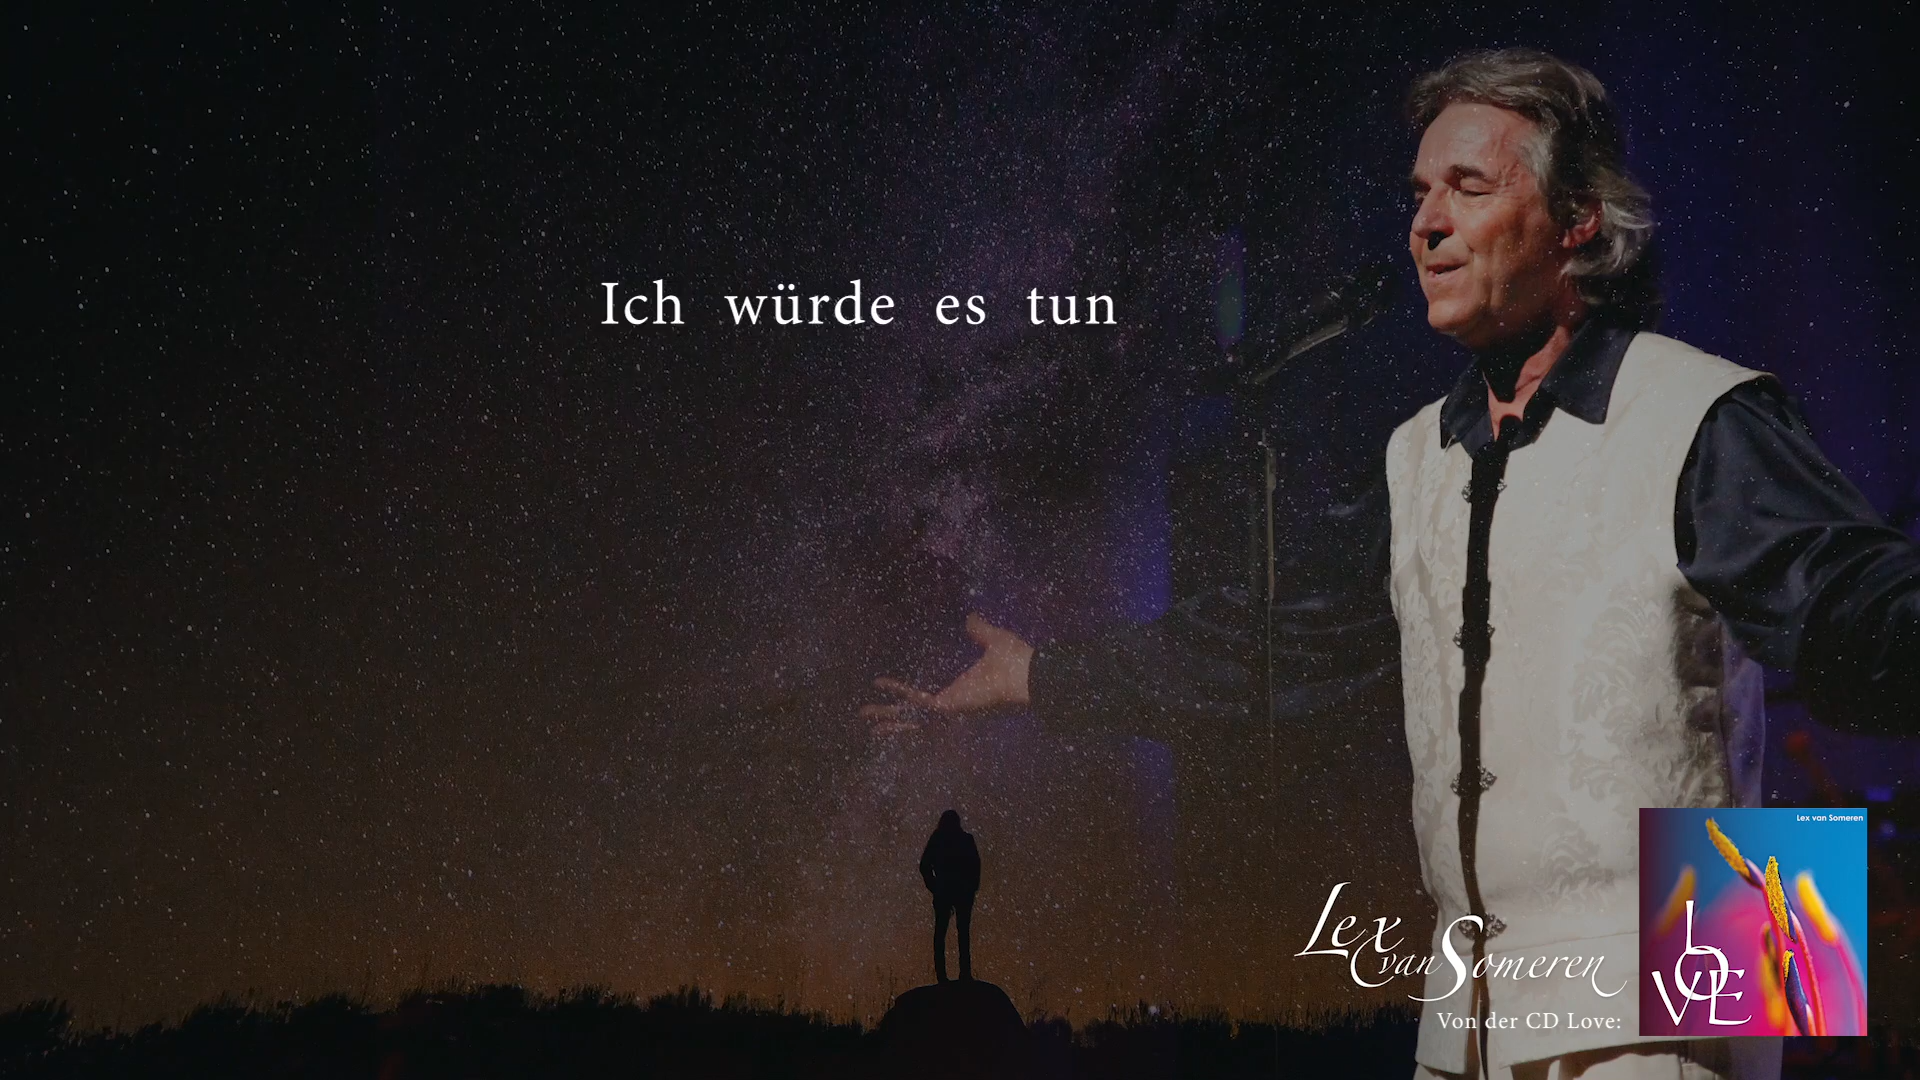 Ich würde es tun
Lex van Someren
Lex
van Someren
Von der CD Love:
LOVE